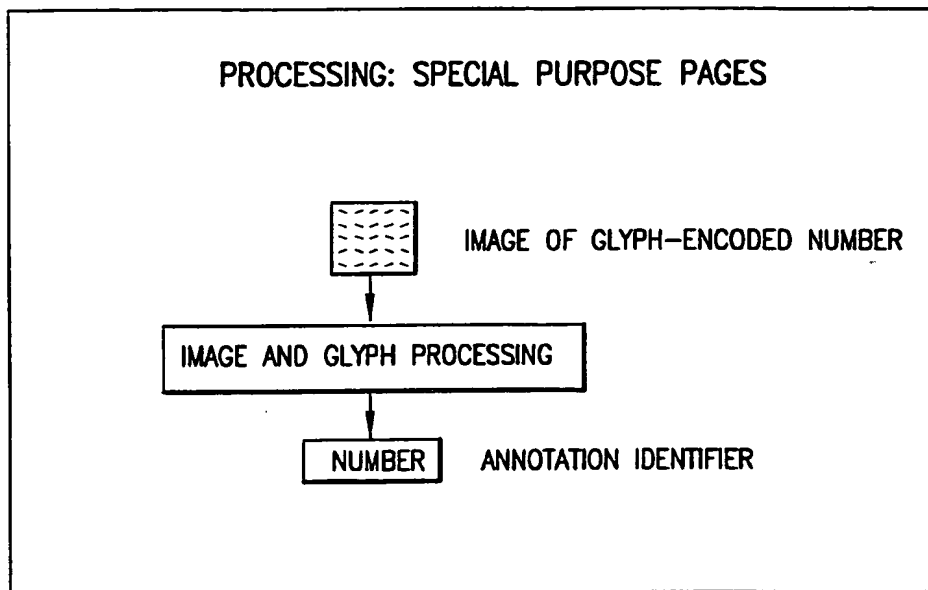 PROCESSING: SPECIAL PURPOSE PAGES
IMAGE OF GLYPH-ENCODED NUMBER
IMAGE AND GLYPH PROCESSING
NUMBER ANNOTATION IDENTIFIER